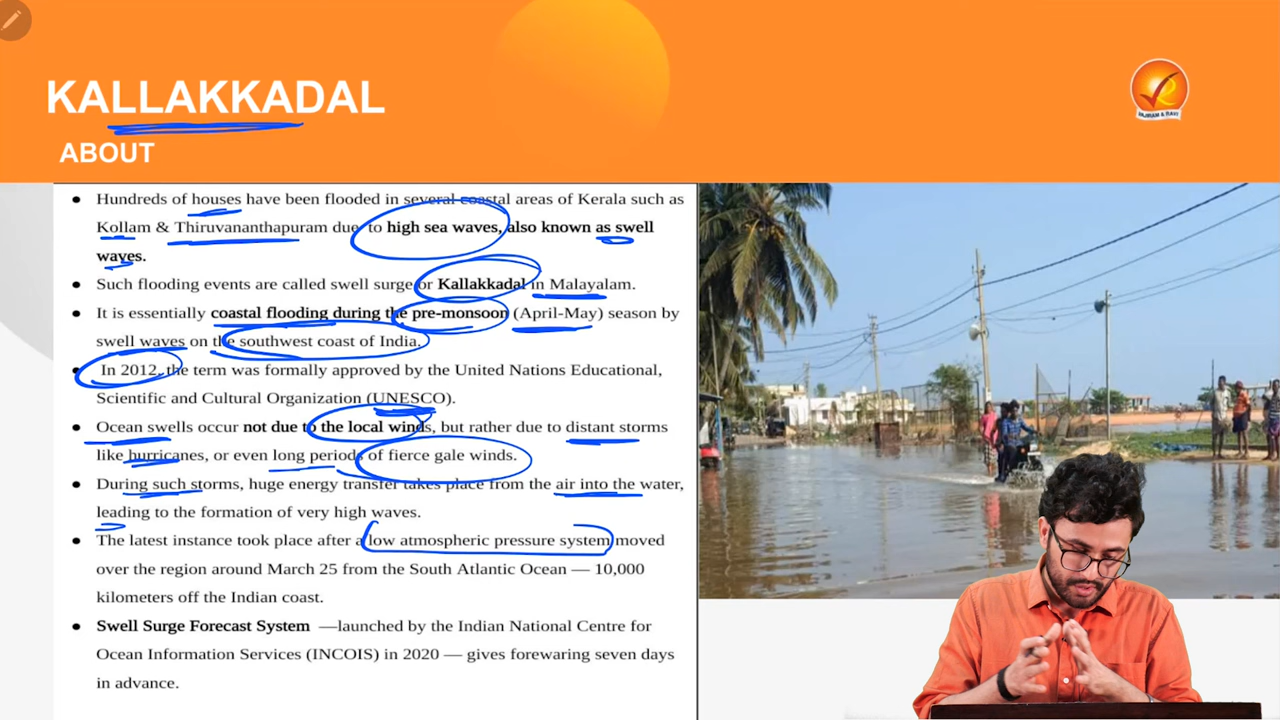 KALLAKKADAL
ABOUT
BAJIRAM & RAVI
• Hundreds of houses have been flooded in several coastal areas of Kerala such as
Kollam & Thiruvananthapuram due to high sea waves, also known as swell
waves.
• Such flooding events are called swell surge or Kallakkadal in Malayalam.
• It is essentially coastal flooding during the pre-monsoon (April-May) season by
swell waves on the southwest coast of India.
• In 2012, the term was formally approved by the United Nations Educational,
Scientific and Cultural Organization (UNESCO).
• Ocean swells occur not due to the local winds, but rather due to distant storms
like hurricanes, or even long periods of fierce gale winds.
• During such storms, huge energy transfer takes place from the air into the water,
leading to the formation of very high waves.
• The latest instance took place after a low atmospheric pressure system moved
over the region around March 25 from the South Atlantic Ocean — 10,000
kilometers off the Indian coast.
• Swell Surge Forecast System —launched by the Indian National Centre for
Ocean Information Services (INCOIS) in 2020 — gives forewaring seven days
in advance.